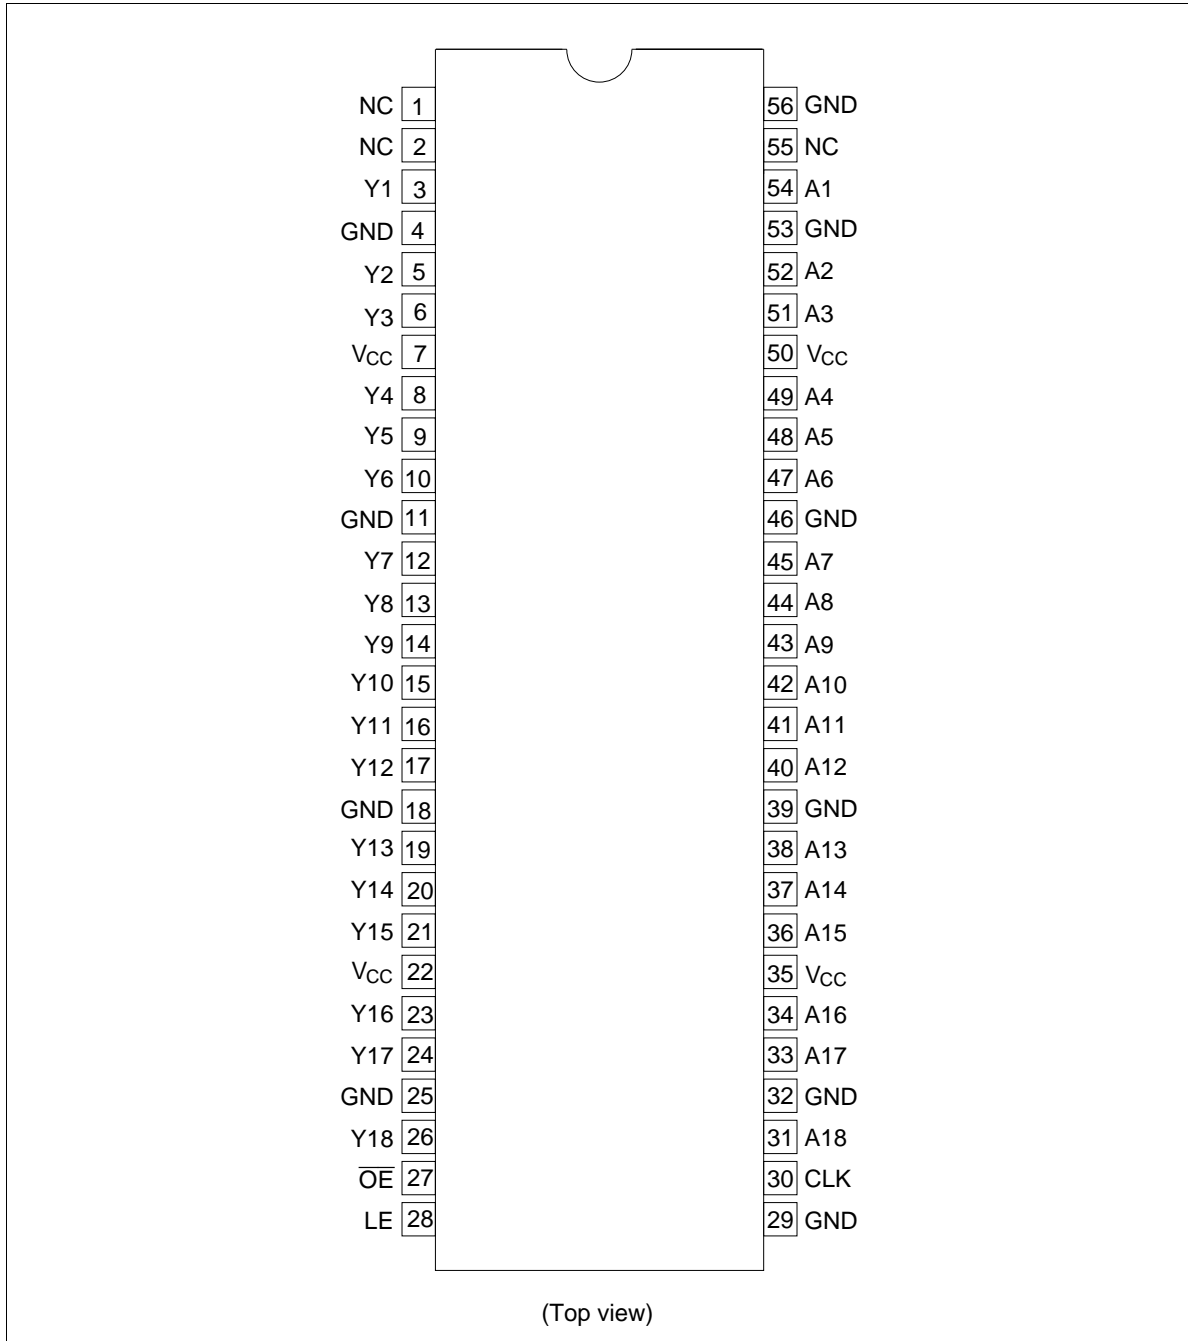 NC 1 56 GND
NC 2 55 NC
Y1 3 54 A1
GND 4 53 GND
Y2 5 52 A2
Y3 6 51 A3
VCC 7 50 VCC
Y4 8 49 A4
Y5 9 48 A5
Y6 10 47 A6
GND 11 46 GND
Y7 12 45 A7
Y8 13 44 A8
Y9 14 43 A9
Y10 15 42 A10
Y11 16 41 A11
Y12 17 40 A12
GND 18 39 GND
Y13 19 38 A13
Y14 20 37 A14
Y15 21 36 A15
VCC 22 35 VCC
Y16 23 34 A16
Y17 24 33 A17
GND 25 32 GND
Y18 26 31 A18
O̅E̅ 27 30 CLK
LE 28 29 GND
(Top view)